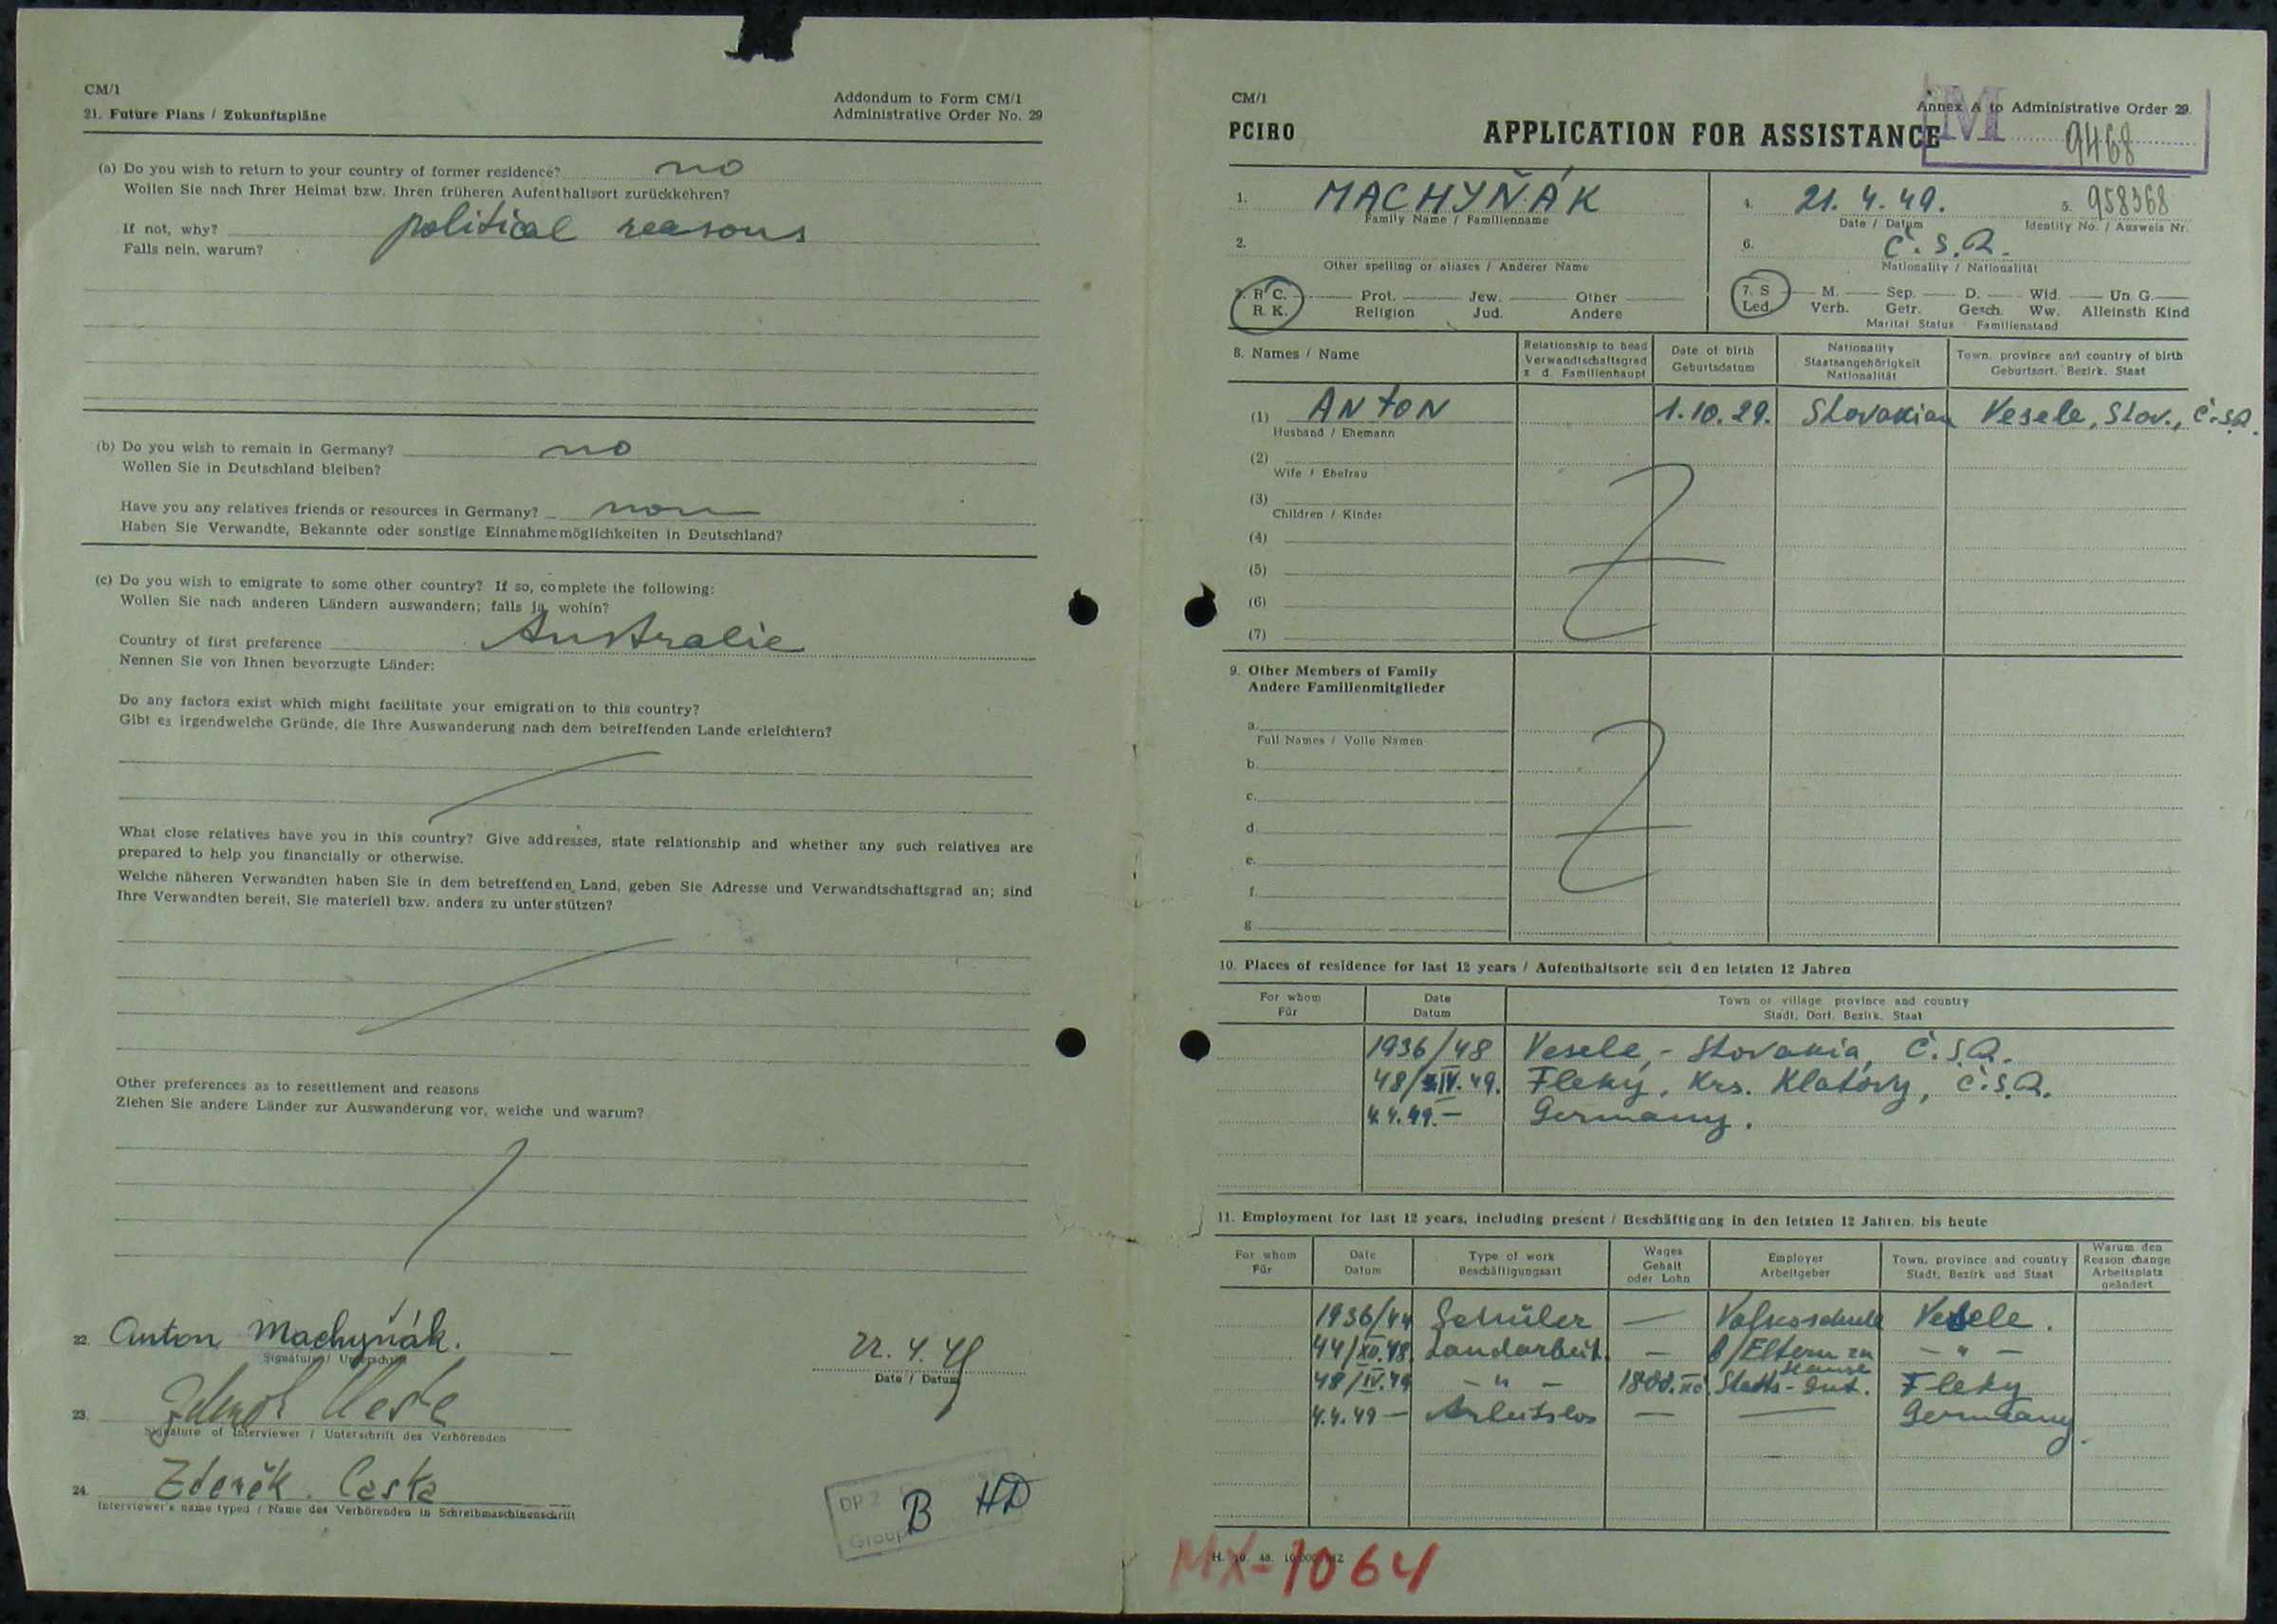 CM/1
21. Future Plans / Zukunftspläne
Addondum to Form CM/1
Administrative Order No. 29
(a) Do you wish to return to your country of former residence? no
Wollen Sie nach Ihrer Heimat bzw. Ihren früheren Aufenthaltsort zurückkehren?
If not, why? political reasons
Falls nein, warum?
(b) Do you wish to remain in Germany? no
Wollen Sie in Deutschland bleiben?
Have you any relatives friends or resources in Germany? non
Haben Sie Verwandte, Bekannte oder sonstige Einnahmemöglichkeiten in Deutschland?
(c) Do you wish to emigrate to some other country? If so, complete the following:
Wollen Sie nach anderen Ländern auswandern; falls ja wohin?
Country of first preference Australie
Nennen Sie von Ihnen bevorzugte Länder:
Do any factors exist which might facilitate your emigration to this country?
Gibt es irgendwelche Gründe, die Ihre Auswanderung nach dem betreffenden Lande erleichtern?
What close relatives have you in this country? Give addresses, state relationship and whether any such relatives are
prepared to help you financially or otherwise.
Welche näheren Verwandten haben Sie in dem betreffenden Land, geben Sie Adresse und Verwandtschaftsgrad an; sind
Ihre Verwandten bereit, Sie materiell bzw. anders zu unterstützen?
Other preferences as to resettlement and reasons
Ziehen Sie andere Länder zur Auswanderung vor, welche und warum?
22. Anton Machyňák.
Signature / Unterschrift
22. 4. 49
Date / Datum
23.
Signature of Interviewer / Unterschrift des Verhörenden
24. Zdeněk Caska
Interviewer's name typed / Name des Verhörenden in Schreibmaschinenschrift
DP 2
Group B HD
CM/1
Annex A to Administrative Order 29.
PCIRO
APPLICATION FOR ASSISTANCE
M
9468
1. MACHYŇÁK
Family Name / Familienname
4. 21. 4. 49.
Date / Datum
5. 958368
Identity No. / Ausweis Nr.
2.
Other spelling or aliases / Anderer Name
6. Č.S.R.
Nationality / Nationalität
3. R C. Prot. Jew. Other
R. K. Religion Jud. Andere
7. S M. Sep. D. Wid. Un G.
Led. Verh. Getr. Gesch. Ww. Alleinsth Kind
Marital Status Familienstand
8. Names / Name
Relationship to head
Verwandtschaftsgrad
z. d. Familienhaupt
Date of birth
Geburtsdatum
Nationality
Staatsangehörigkeit
Nationalität
Town, province and country of birth
Geburtsort, Bezirk, Staat
(1) ANTON 1.10.29. Slovakian Vesele, Slov., Č.S.R.
Husband / Ehemann
(2)
Wife / Ehefrau
(3)
Children / Kinder
(4)
(5)
(6)
(7)
9. Other Members of Family
Andere Familienmitglieder
a.
Full Names / Volle Namen
b.
c.
d.
e.
f.
g.
10. Places of residence for last 12 years / Aufenthaltsorte seit den letzten 12 Jahren
For whom
Für
Date
Datum
Town or village province and country
Stadt, Dorf, Bezirk, Staat
1936/48 Vesele, - Slovakia, Č.S.R.
48/IV.49. Fleky, Krs. Klatovy, Č.S.R.
4.4.49.- Germany.
11. Employment for last 12 years, including present / Beschäftigung in den letzten 12 Jahren, bis heute
For whom
Für
Date
Datum
Type of work
Beschäftigungsart
Wages
Gehalt
oder Lohn
Employer
Arbeitgeber
Town, province and country
Stadt, Bezirk und Staat
Warum den
Reason change
Arbeitsplatz
geändert
1936/44 Schüler — Volksschule Vesele.
44/XII.48. Landarbeit. — b/Eltern zu Hause - " -
48/IV.49 - " - 1800.Kč Staats-Gut. Fleky
4.4.49 — Arbeitslos — — Germany.
MX-1064